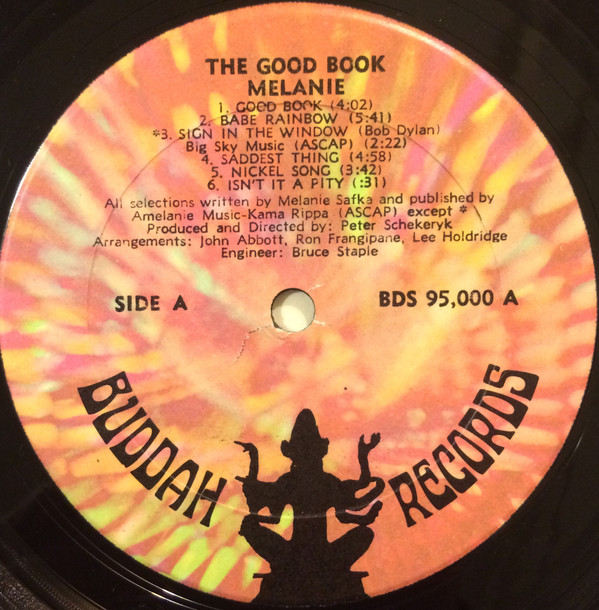 THE GOOD BOOK
MELANIE
1. GOOD BOOK (4:02)
2. BABE RAINBOW (5:41)
*3. SIGN IN THE WINDOW (Bob Dylan)
Big Sky Music (ASCAP) (2:22)
4. SADDEST THING (4:58)
5. NICKEL SONG (3:42)
6. ISN'T IT A PITY (:31)
All selections written by Melanie Safka and published by
Amelanie Music-Kama Rippa (ASCAP) except *
Produced and Directed by: Peter Schekeryk
Arrangements: John Abbott, Ron Frangipane, Lee Holdridge
Engineer: Bruce Staple
SIDE A
BDS 95,000 A
BUDDAH RECORDS